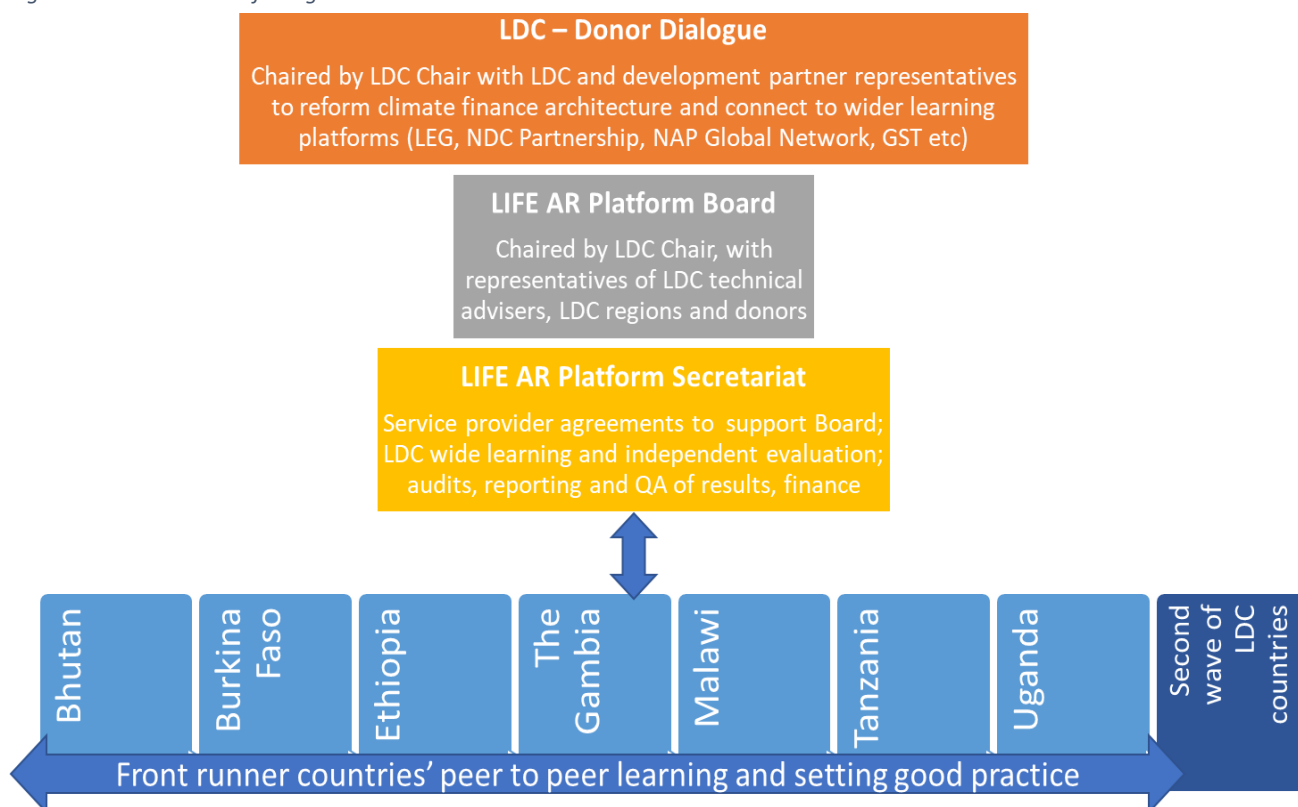 LDC – Donor Dialogue
Chaired by LDC Chair with LDC and development partner representatives
to reform climate finance architecture and connect to wider learning
platforms (LEG, NDC Partnership, NAP Global Network, GST etc)
LIFE AR Platform Board
Chaired by LDC Chair, with
representatives of LDC technical
advisers, LDC regions and donors
LIFE AR Platform Secretariat
Service provider agreements to support Board;
LDC wide learning and independent evaluation;
audits, reporting and QA of results, finance
Bhutan
Burkina
Faso
Ethiopia
The
Gambia
Malawi
Tanzania
Uganda
Second
wave of
LDC
countries
Front runner countries’ peer to peer learning and setting good practice